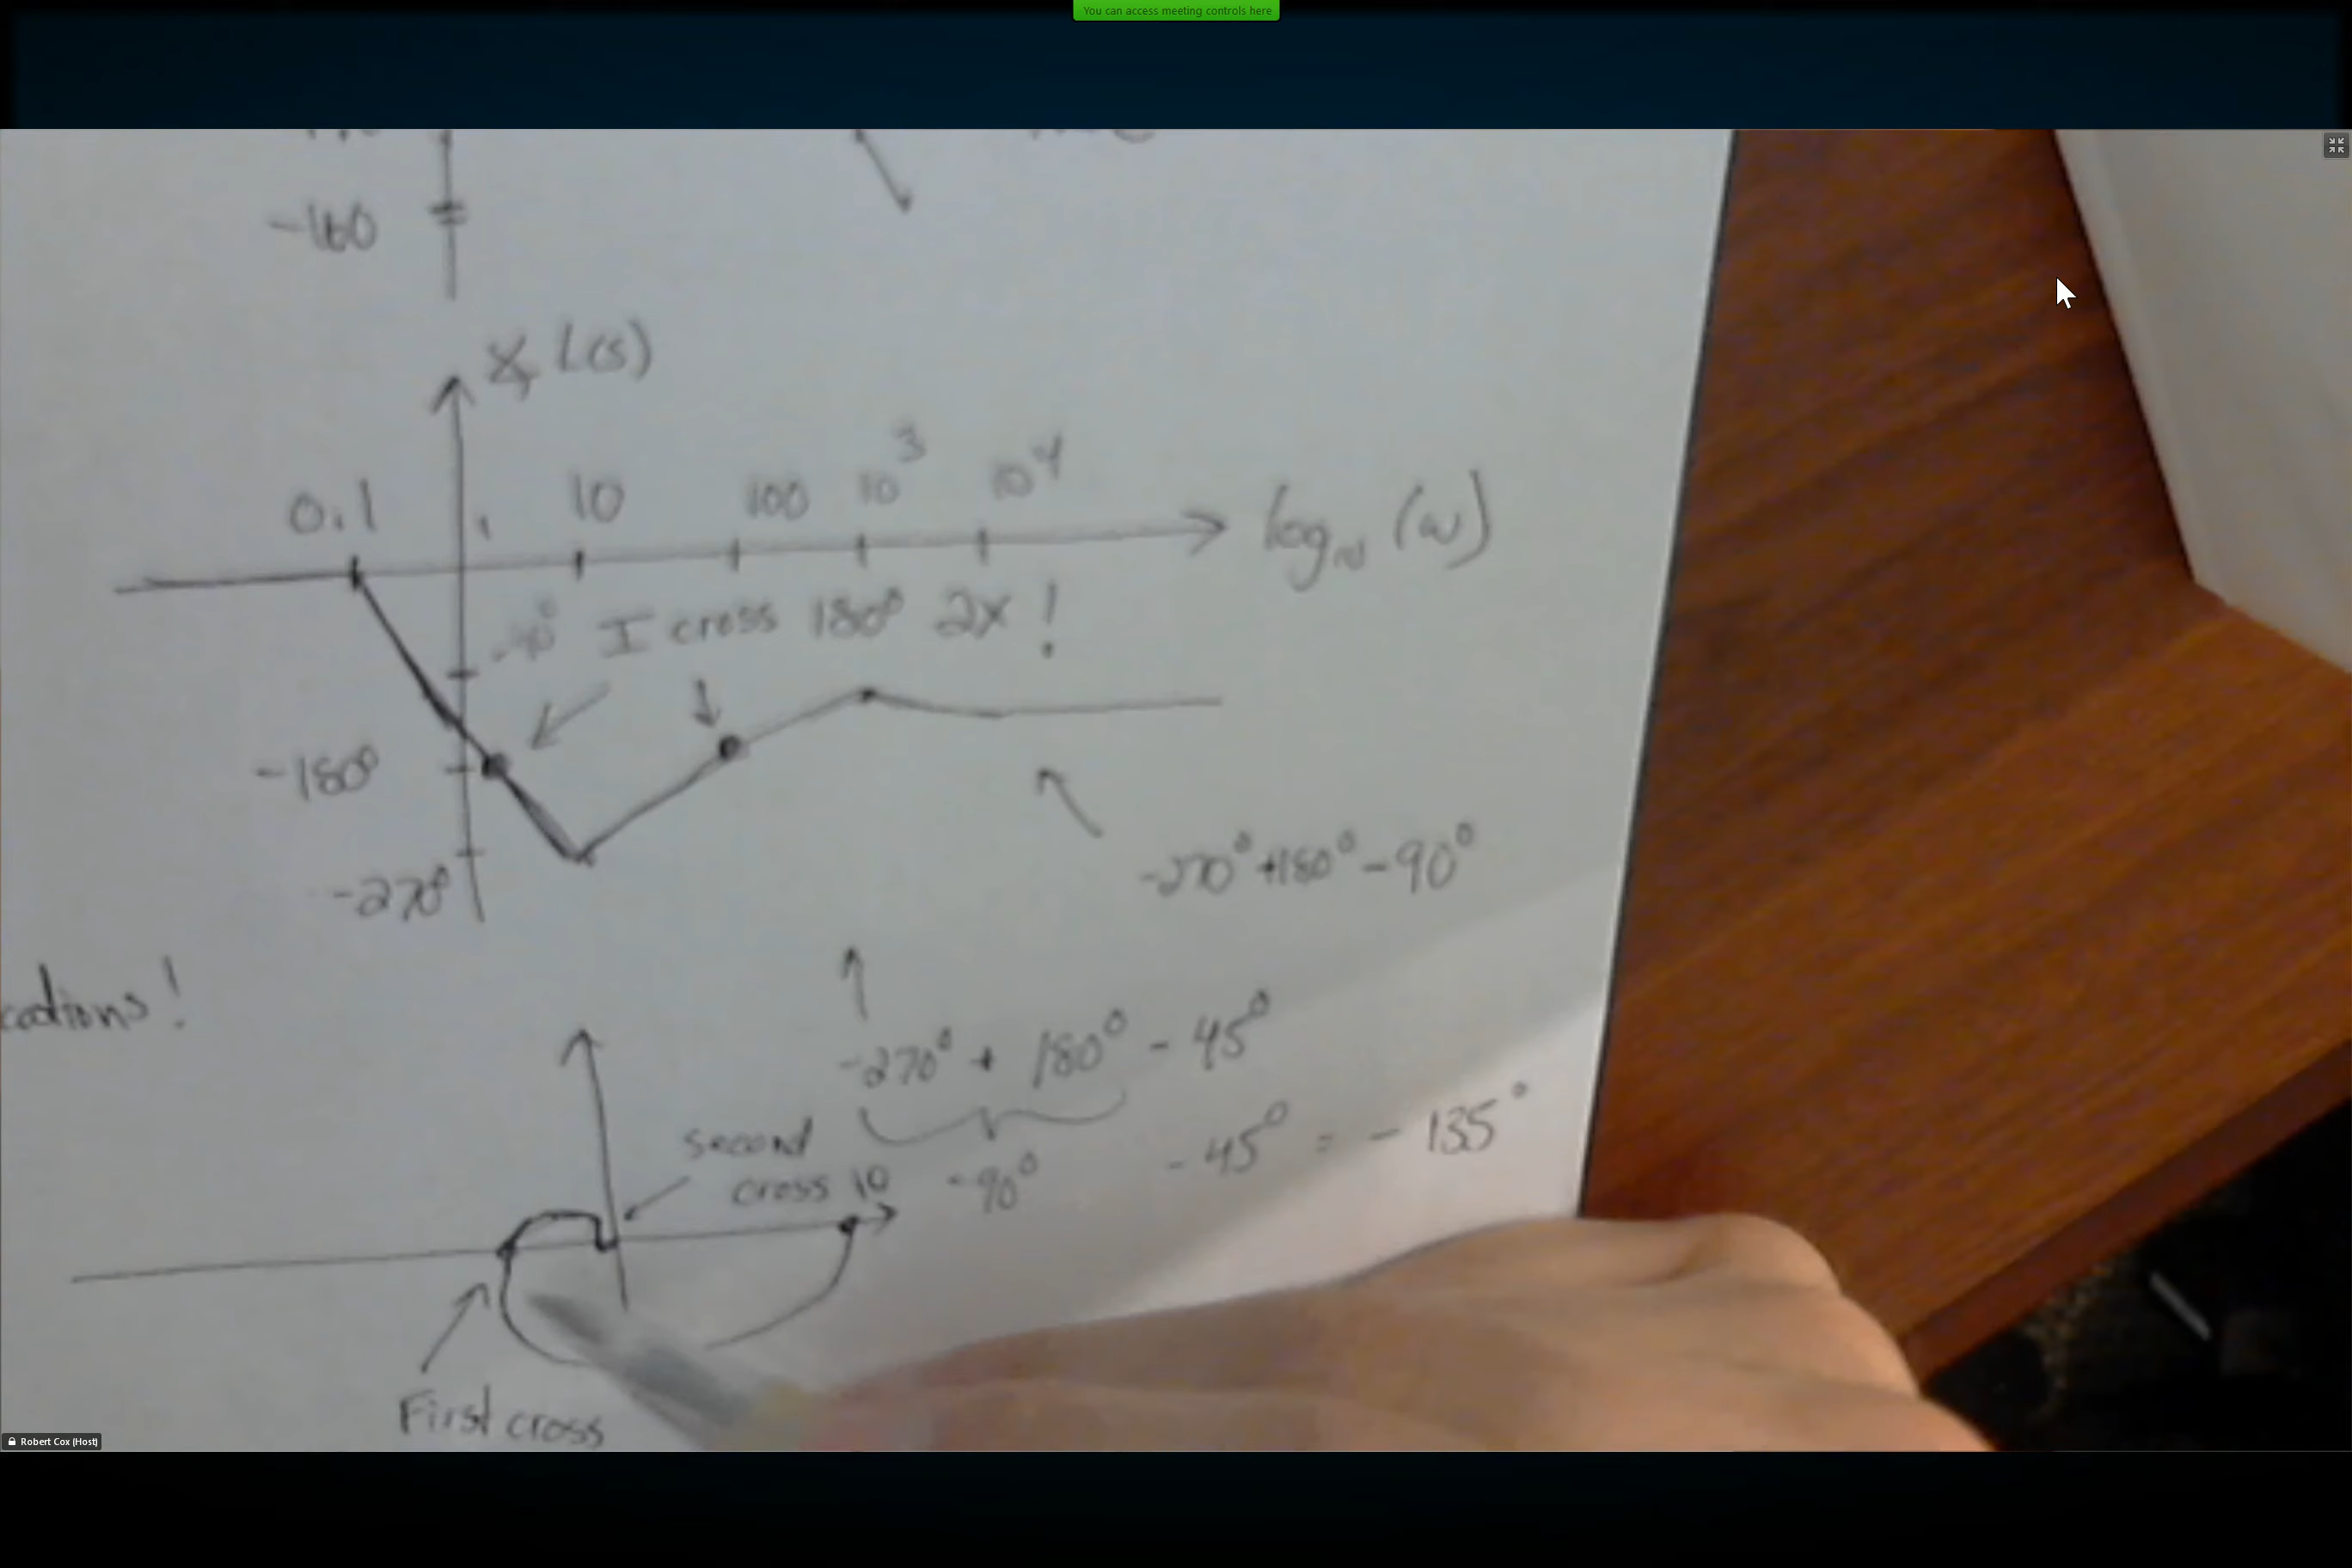 You can access meeting controls here
-160
∡ L(s)
0.1 1 10 100 10³ 10⁴ log₁₀ (ω)
-90° I cross 180° 2x !
-180°
-270°
-270° +180° -90°
cations!
-270° + 180° - 45°
-90° -45° = -135°
second
cross 10
First cross
Robert Cox (Host)